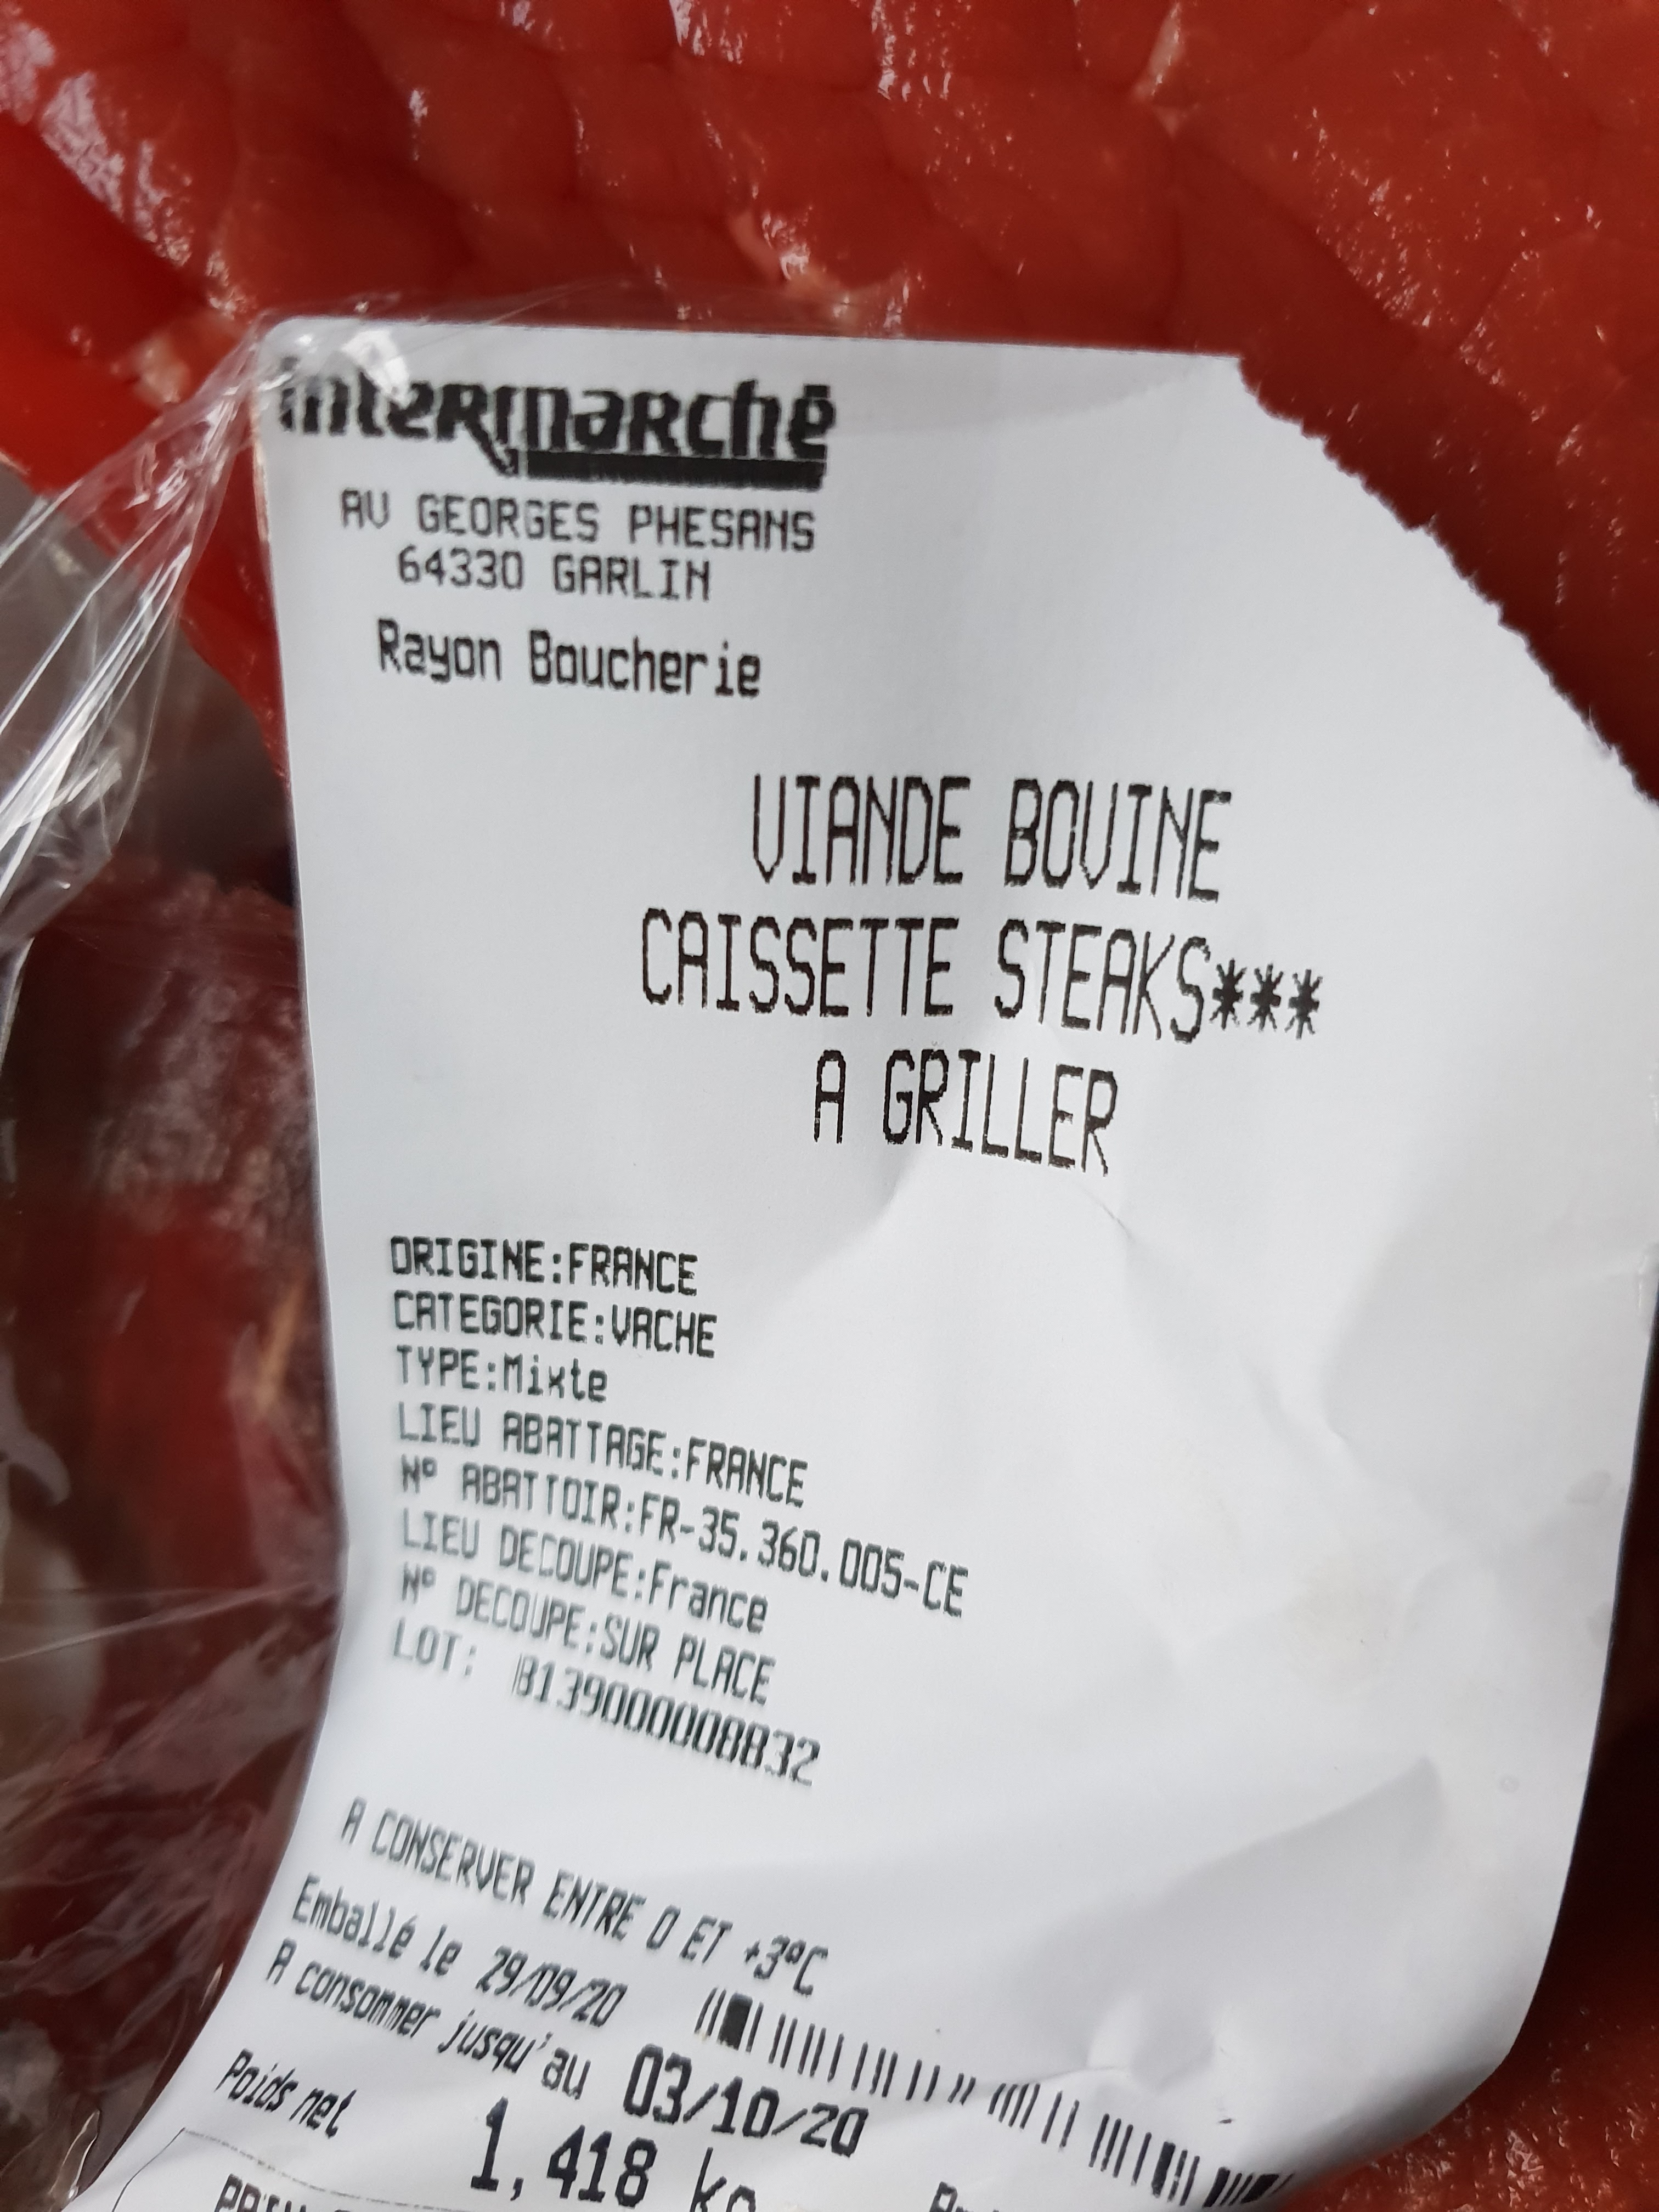 intermarché
AV GEORGES PHESANS
64330 GARLIN
Rayon Boucherie
VIANDE BOVINE
CAISSETTE STEAKS***
A GRILLER
ORIGINE:FRANCE
CATEGORIE:VACHE
TYPE:Mixte
LIEU ABATTAGE:FRANCE
N° ABATTOIR:FR-35.360.005-CE
LIEU DECOUPE:France
N° DECOUPE:SUR PLACE
LOT: B139000008832
A CONSERVER ENTRE 0 ET +3°C
Emballé le 29/09/20
A consommer jusqu'au 03/10/20
Poids net 1,418 kg